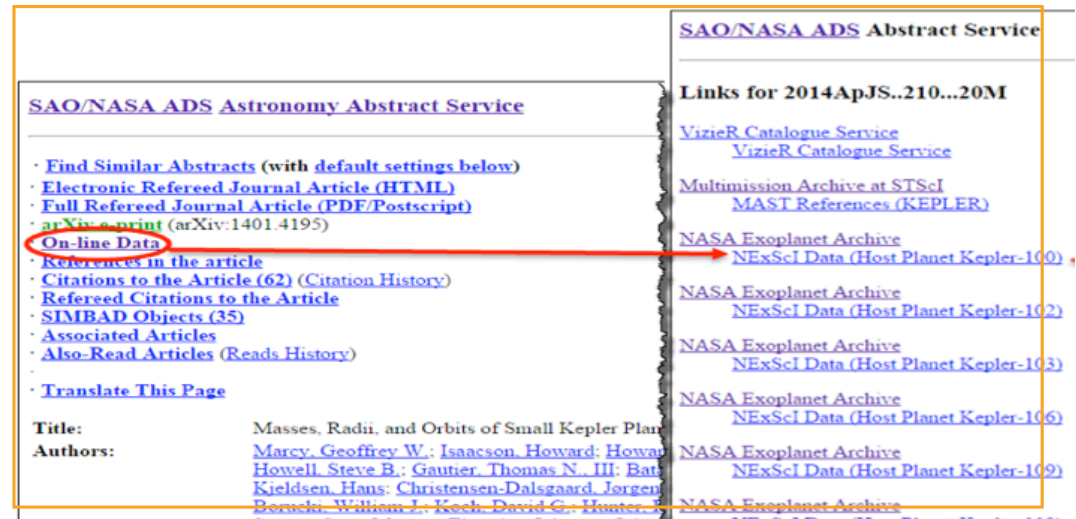 SAO/NASA ADS Astronomy Abstract Service
· Find Similar Abstracts (with default settings below)
· Electronic Refereed Journal Article (HTML)
· Full Refereed Journal Article (PDF/Postscript)
· arXiv e-print (arXiv:1401.4195)
· On-line Data
· References in the article
· Citations to the Article (62) (Citation History)
· Refereed Citations to the Article
· SIMBAD Objects (35)
· Associated Articles
· Also-Read Articles (Reads History)
·
· Translate This Page
Title: Masses, Radii, and Orbits of Small Kepler Plan
Authors: Marcy, Geoffrey W.; Isaacson, Howard; Howar
Howell, Steve B.; Gautier, Thomas N., III; Bat
Kjeldsen, Hans; Christensen-Dalsgaard, Jørgen
Borucki, William J.; Koch, David G.; Hunter,
SAO/NASA ADS Abstract Service
Links for 2014ApJS..210...20M
VizieR Catalogue Service
VizieR Catalogue Service
Multimission Archive at STScI
MAST References (KEPLER)
NASA Exoplanet Archive
NExScI Data (Host Planet Kepler-100)
NASA Exoplanet Archive
NExScI Data (Host Planet Kepler-102)
NASA Exoplanet Archive
NExScI Data (Host Planet Kepler-103)
NASA Exoplanet Archive
NExScI Data (Host Planet Kepler-106)
NASA Exoplanet Archive
NExScI Data (Host Planet Kepler-109)
NASA Exoplanet Archive